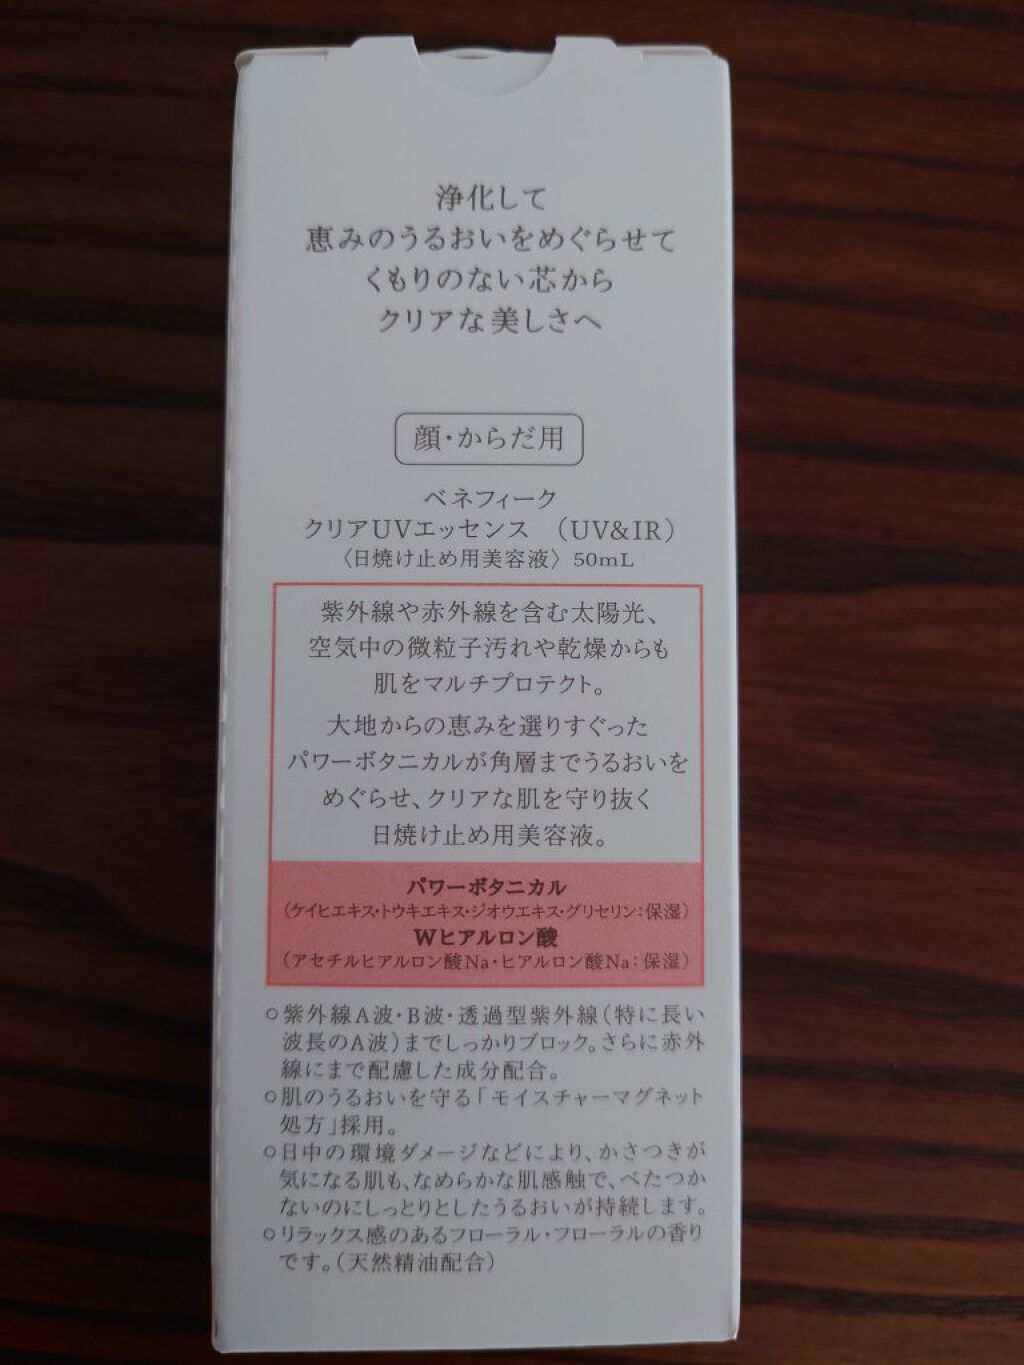 浄化して
恵みのうるおいをめぐらせて
くもりのない芯から
クリアな美しさへ
顔・からだ用
ベネフィーク
クリアUVエッセンス （UV&IR）
〈日焼け止め用美容液〉 50mL
紫外線や赤外線を含む太陽光、
空気中の微粒子汚れや乾燥からも
肌をマルチプロテクト。
大地からの恵みを選りすぐった
パワーボタニカルが角層までうるおいを
めぐらせ、クリアな肌を守り抜く
日焼け止め用美容液。
パワーボタニカル
（ケイヒエキス・トウキエキス・ジオウエキス・グリセリン：保湿）
Wヒアルロン酸
（アセチルヒアルロン酸Na・ヒアルロン酸Na：保湿）
○紫外線A波・B波・透過型紫外線（特に長い
波長のA波）までしっかりブロック。さらに赤外
線にまで配慮した成分配合。
○肌のうるおいを守る「モイスチャーマグネット
処方」採用。
○日中の環境ダメージなどにより、かさつきが
気になる肌も、なめらかな肌感触で、べたつか
ないのにしっとりとしたうるおいが持続します。
○リラックス感のあるフローラル・フローラルの香り
です。（天然精油配合）